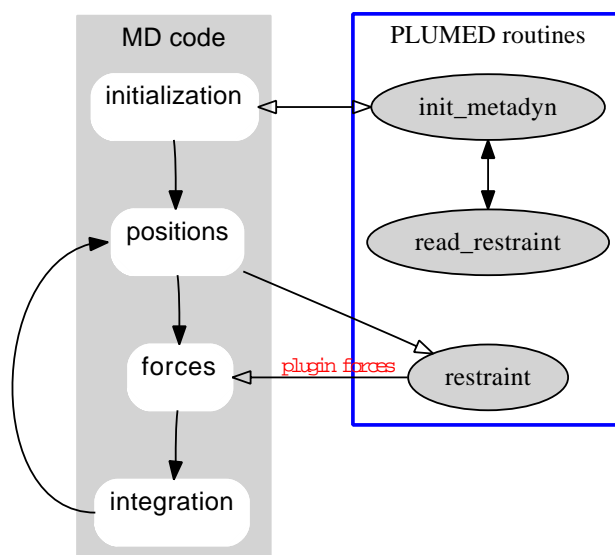 MD code
PLUMED routines
initialization
init_metadyn
positions
read_restraint
forces
plugin forces
restraint
integration